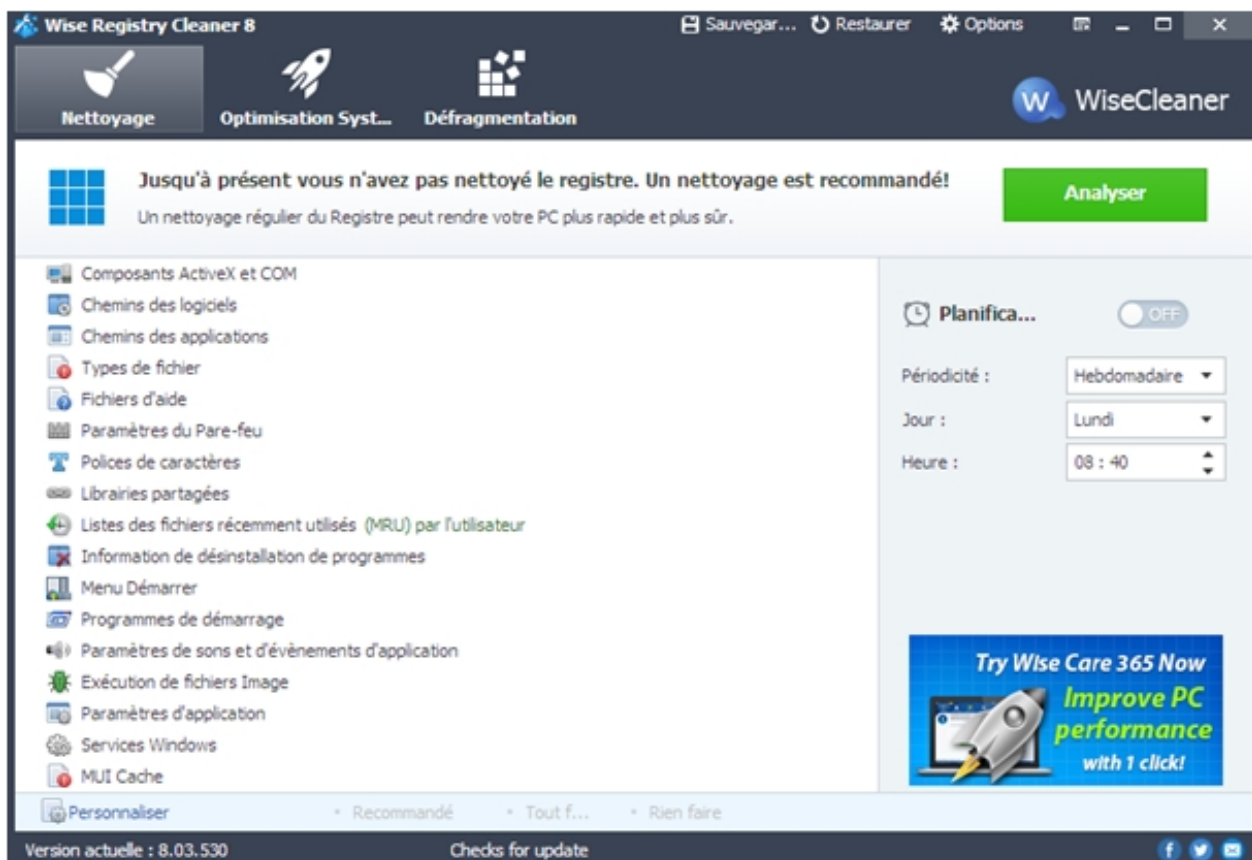 Wise Registry Cleaner 8
Sauvegar... Restaurer Options
Nettoyage
Optimisation Syst...
Défragmentation
W WiseCleaner
Jusqu'à présent vous n'avez pas nettoyé le registre. Un nettoyage est recommandé!
Un nettoyage régulier du Registre peut rendre votre PC plus rapide et plus sûr.
Analyser
Composants ActiveX et COM
Chemins des logiciels
Chemins des applications
Types de fichier
Fichiers d'aide
Paramètres du Pare-feu
Polices de caractères
Librairies partagées
Listes des fichiers récemment utilisés (MRU) par l'utilisateur
Information de désinstallation de programmes
Menu Démarrer
Programmes de démarrage
Paramètres de sons et d'évènements d'application
Exécution de fichiers Image
Paramètres d'application
Services Windows
MUI Cache
Planifica... OFF
Périodicité : Hebdomadaire
Jour : Lundi
Heure : 08 : 40
Try Wise Care 365 Now
Improve PC
performance
with 1 click!
Personnaliser
Recommandé
Tout f...
Rien faire
Version actuelle : 8.03.530
Checks for update